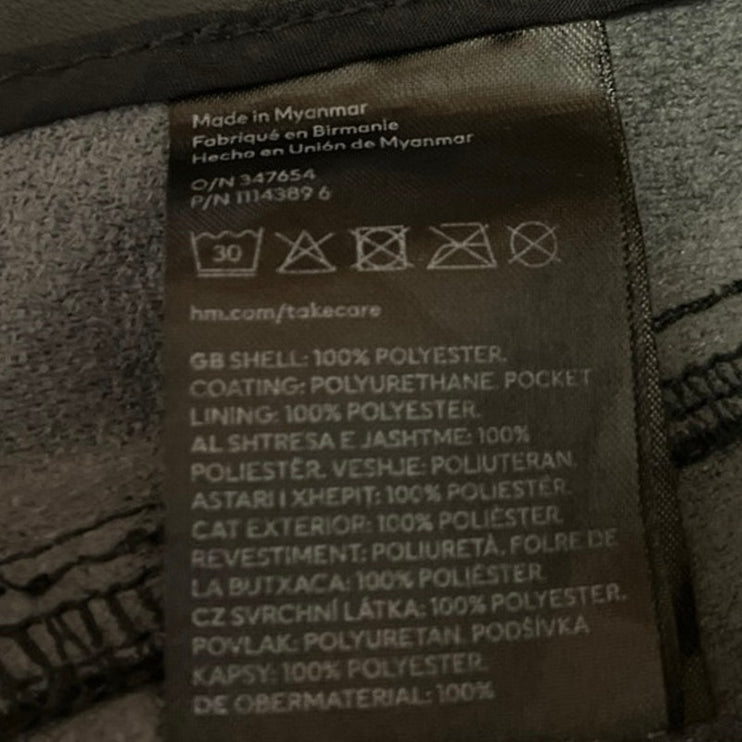 Made in Myanmar
Fabriqué en Birmanie
Hecho en Unión de Myanmar
O/N 347654
P/N 1114389 6
30
hm.com/takecare
GB SHELL: 100% POLYESTER.
COATING: POLYURETHANE. POCKET
LINING: 100% POLYESTER.
AL SHTRESA E JASHTME: 100%
POLIESTËR. VESHJE: POLIUTERAN.
ASTARI I XHEPIT: 100% POLIESTËR.
CAT EXTERIOR: 100% POLIÈSTER.
REVESTIMENT: POLIURETÀ. FOLRE DE
LA BUTXACA: 100% POLIÈSTER.
CZ SVRCHNÍ LÁTKA: 100% POLYESTER.
POVLAK: POLYURETAN. PODŠÍVKA
KAPSY: 100% POLYESTER.
DE OBERMATERIAL: 100%